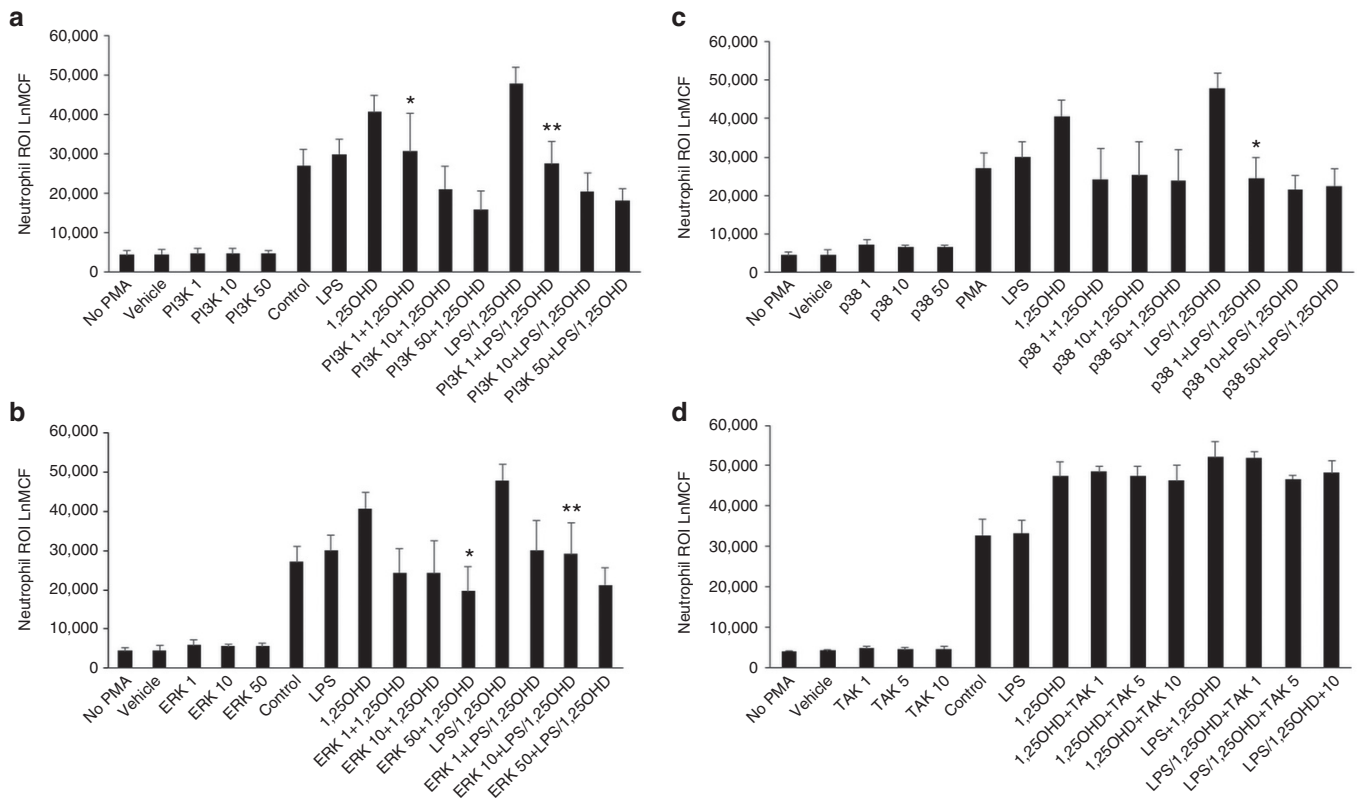 a
60,000
50,000
40,000
30,000
20,000
10,000
0
Neutrophil ROI LnMCF
*
**
No PMA
Vehicle
PI3K 1
PI3K 10
PI3K 50
Control
LPS
1,25OHD
PI3K 1+1,25OHD
PI3K 10+1,25OHD
PI3K 50+1,25OHD
LPS/1,25OHD
PI3K 1+LPS/1,25OHD
PI3K 10+LPS/1,25OHD
PI3K 50+LPS/1,25OHD
b
60,000
50,000
40,000
30,000
20,000
10,000
0
Neutrophil ROI LnMCF
*
**
No PMA
Vehicle
ERK 1
ERK 10
ERK 50
Control
LPS
1,25OHD
ERK 1+1,25OHD
ERK 10+1,25OHD
ERK 50+1,25OHD
LPS/1,25OHD
ERK 1+LPS/1,25OHD
ERK 10+LPS/1,25OHD
ERK 50+LPS/1,25OHD
c
60,000
50,000
40,000
30,000
20,000
10,000
0
Neutrophil ROI LnMCF
*
No PMA
Vehicle
p38 1
p38 10
p38 50
PMA
LPS
1,25OHD
p38 1+1,25OHD
p38 10+1,25OHD
p38 50+1,25OHD
LPS/1,25OHD
p38 1+LPS/1,25OHD
p38 10+LPS/1,25OHD
p38 50+LPS/1,25OHD
d
60,000
50,000
40,000
30,000
20,000
10,000
0
Neutrophil ROI LnMCF
No PMA
Vehicle
TAK 1
TAK 5
TAK 10
Control
LPS
1,25OHD
1,25OHD+TAK 1
1,25OHD+TAK 5
1,25OHD+TAK 10
LPS+1,25OHD
LPS/1,25OHD+TAK 1
LPS/1,25OHD+TAK 5
LPS/1,25OHD+10